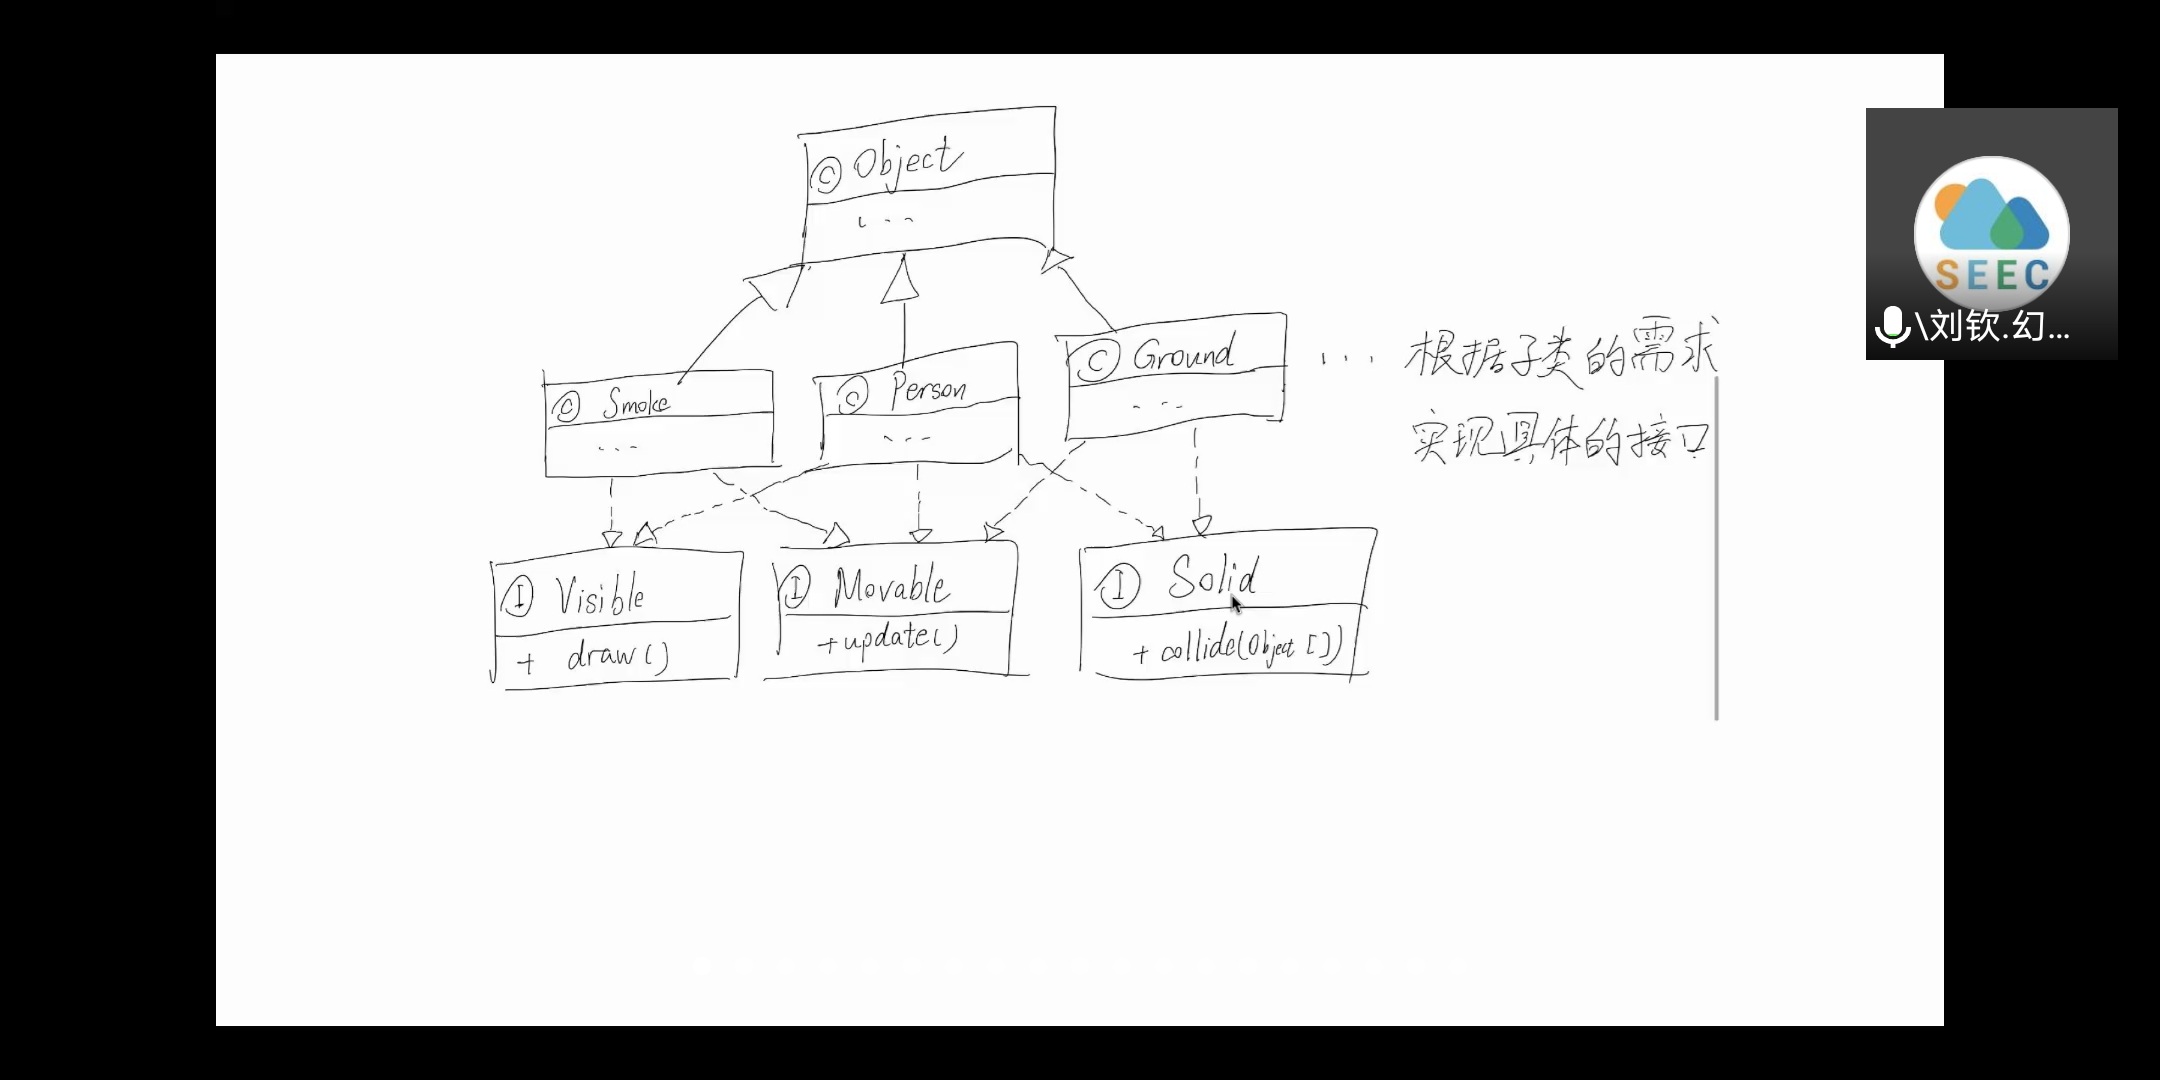 Ⓒ Object
...
SEEC
\刘钦.幻...
Ⓒ Smoke
...
Ⓒ Person
...
Ⓒ Ground
...
... 根据子类的需求
实现具体的接口
Ⓘ Visible
+ draw()
Ⓘ Movable
+update()
Ⓘ Solid
+ collide(Object [])